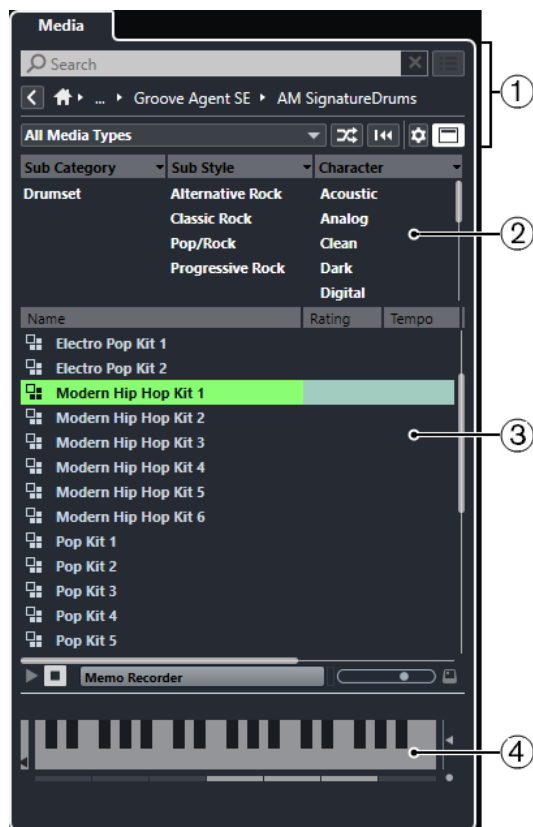 Media
Search
... Groove Agent SE AM SignatureDrums
1
All Media Types
Sub Category Sub Style Character
Drumset Alternative Rock Acoustic
Classic Rock Analog
Pop/Rock Clean
2
Progressive Rock Dark
Digital
Name Rating Tempo
Electro Pop Kit 1
Electro Pop Kit 2
Modern Hip Hop Kit 1
Modern Hip Hop Kit 2
Modern Hip Hop Kit 3
3
Modern Hip Hop Kit 4
Modern Hip Hop Kit 5
Modern Hip Hop Kit 6
Pop Kit 1
Pop Kit 2
Pop Kit 3
Pop Kit 4
Pop Kit 5
Memo Recorder
4